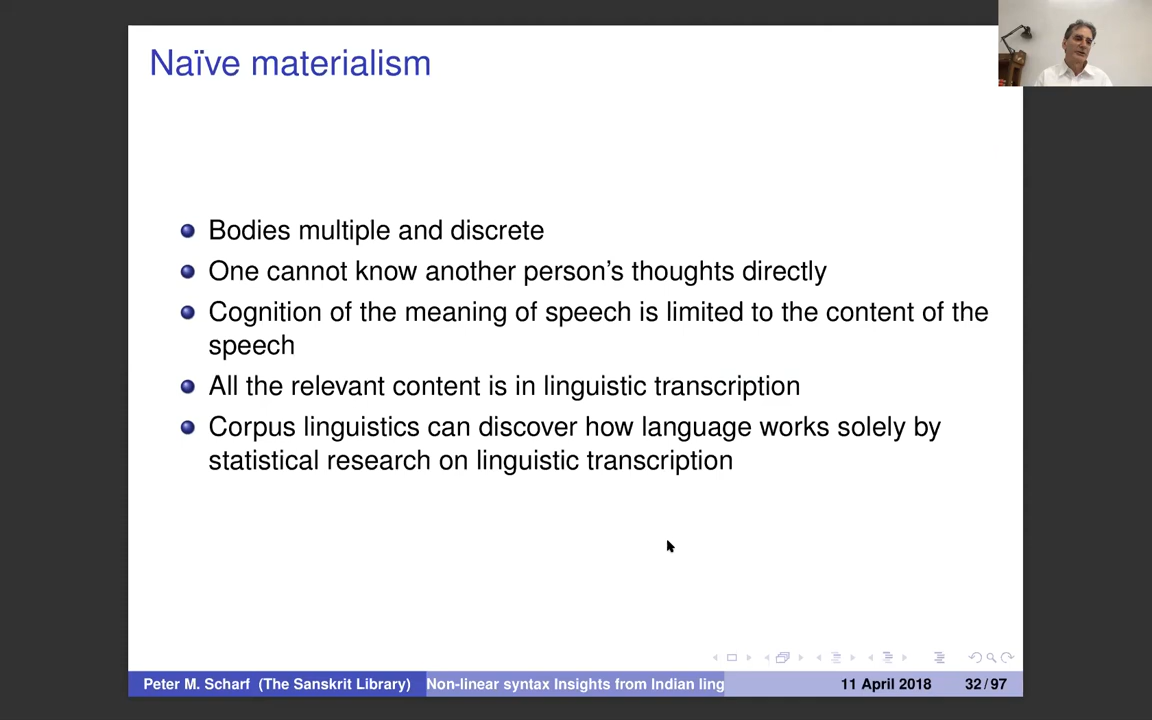 Naïve materialism
Bodies multiple and discrete
One cannot know another person's thoughts directly
Cognition of the meaning of speech is limited to the content of the
speech
All the relevant content is in linguistic transcription
Corpus linguistics can discover how language works solely by
statistical research on linguistic transcription
Peter M. Scharf (The Sanskrit Library) Non-linear syntax Insights from Indian ling 11 April 2018 32 / 97